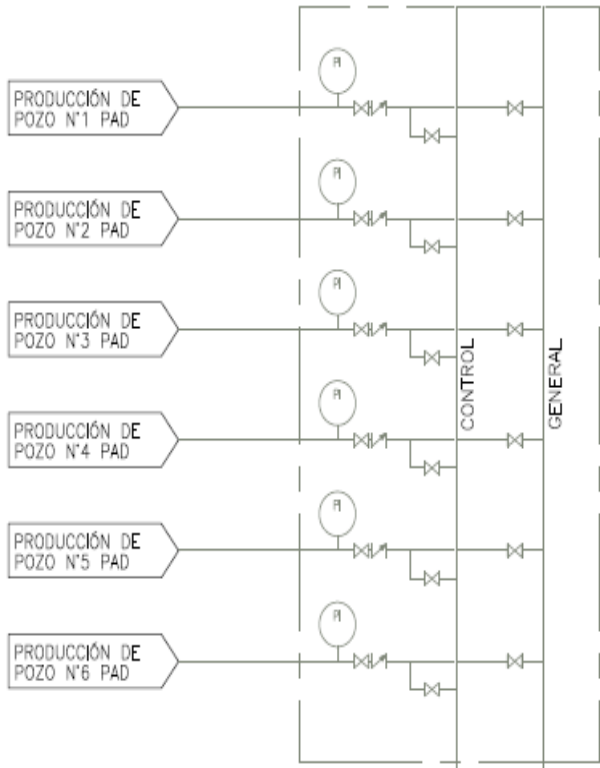 PI
PRODUCCIÓN DE
POZO N°1 PAD
PI
PRODUCCIÓN DE
POZO N°2 PAD
PI
PRODUCCIÓN DE
POZO N°3 PAD
CONTROL
GENERAL
PI
PRODUCCIÓN DE
POZO N°4 PAD
PI
PRODUCCIÓN DE
POZO N°5 PAD
PI
PRODUCCIÓN DE
POZO N°6 PAD